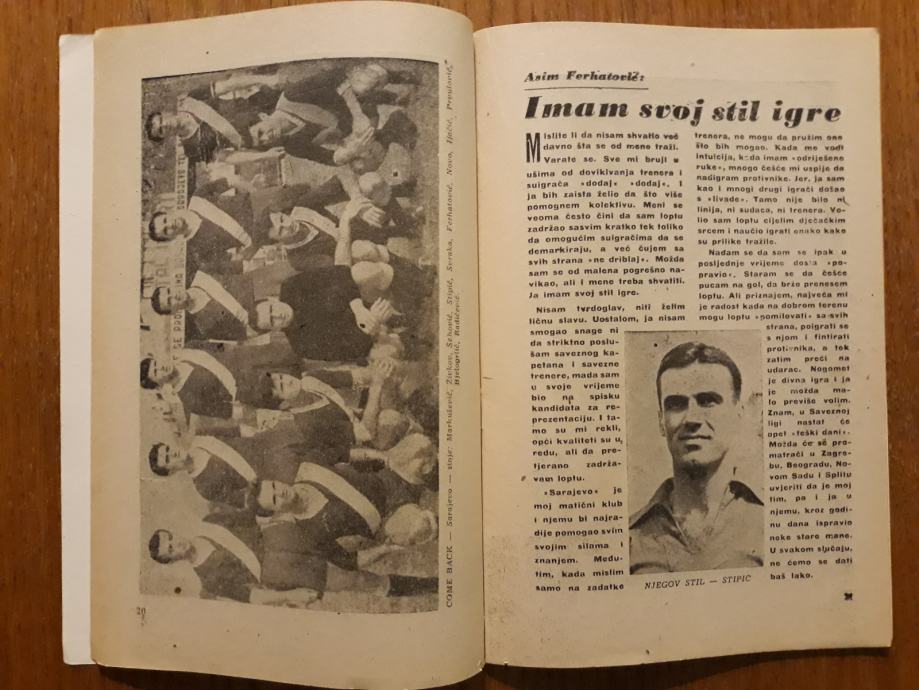 COME BACK — Sarajevo — stoje: Markušević, Živkov, Šehović, Stipić, Svraka, Ferhatović, Novo, Jjačić, Preulović,
Bjelogrlić, Radičević
20
Asim Ferhatović:
Imam svoj stil igre
Mislite li da nisam shvatio već
davno šta se od mene traži.
Varate se. Sve mi bruji u
ušima od dovikivanja trenera i
suigrača »dodaj« »dodaj«. I
ja bih zaista želio da što više
pomognem kolektivu. Meni se
veoma često čini da sam loptu
zadržao sasvim kratko tek toliko
da omogućim suigračima da se
demarkiraju, a već čujem sa
svih strana »ne driblaj«. Možda
sam se od malena pogrešno na-
vikao, ali i mene treba shvatiti.
Ja imam svoj stil igre.
Nisam tvrdoglav, niti želim
ličnu slavu. Uostalom, ja nisam
smogao snage ni
da striktno poslu-
šam saveznog ka-
petana i savezne
trenere, mada sam
u svoje vrijeme
bio na spisku
kandidata za re-
prezentaciju. I ta-
mo su mi rekli,
opći kvaliteti su u
redu, ali da pre-
tjerano zadrža-
vam loptu.
»Sarajevo« je
moj matični klub
i njemu bi najra-
dije pomogao svim
svojim silama i
znanjem. Među-
tim, kada mislim
samo na zadatke
trenera, ne mogu da pružim ono
što bih mogao. Kada me vodi
intuicija, kada imam »odriješene
ruke«, mnogo češće mi uspije da
nadigram protivnike. Jer, ja sam
kao i mnogi drugi igrači došao
s »livade«. Tamo nije bilo ni
linija, ni sudaca, ni trenera. Vo-
lio sam loptu cijelim dječačkim
srcem i naučio igrati onako kako
su prilike tražile.
Nadam se da sam se ipak u
posljednje vrijeme dosta »po-
pravio«. Staram se da češće
pucam na gol, da brže prenesem
loptu. Ali priznajem, najveća mi
je radost kada na dobrom terenu
mogu loptu »pomilovati« sa svih
strana, poigrati se
s njom i fintirati
protivnika, a tek
zatim preći na
udarac. Nogomet
je divna igra i ja
je možda ma-
lo previše volim.
Znam, u Saveznoj
ligi nastat će
opet »teški dani«.
Možda će se pro-
matrači u Zagre-
bu, Beogradu, No-
vom Sadu i Splitu
uvjeriti da je moj
tim, pa i ja u
njemu, kroz godi-
nu dana ispravio
neke stare mane.
U svakom slučaju,
ne ćemo se dati
baš lako.
NJEGOV STIL — STIPIC
21